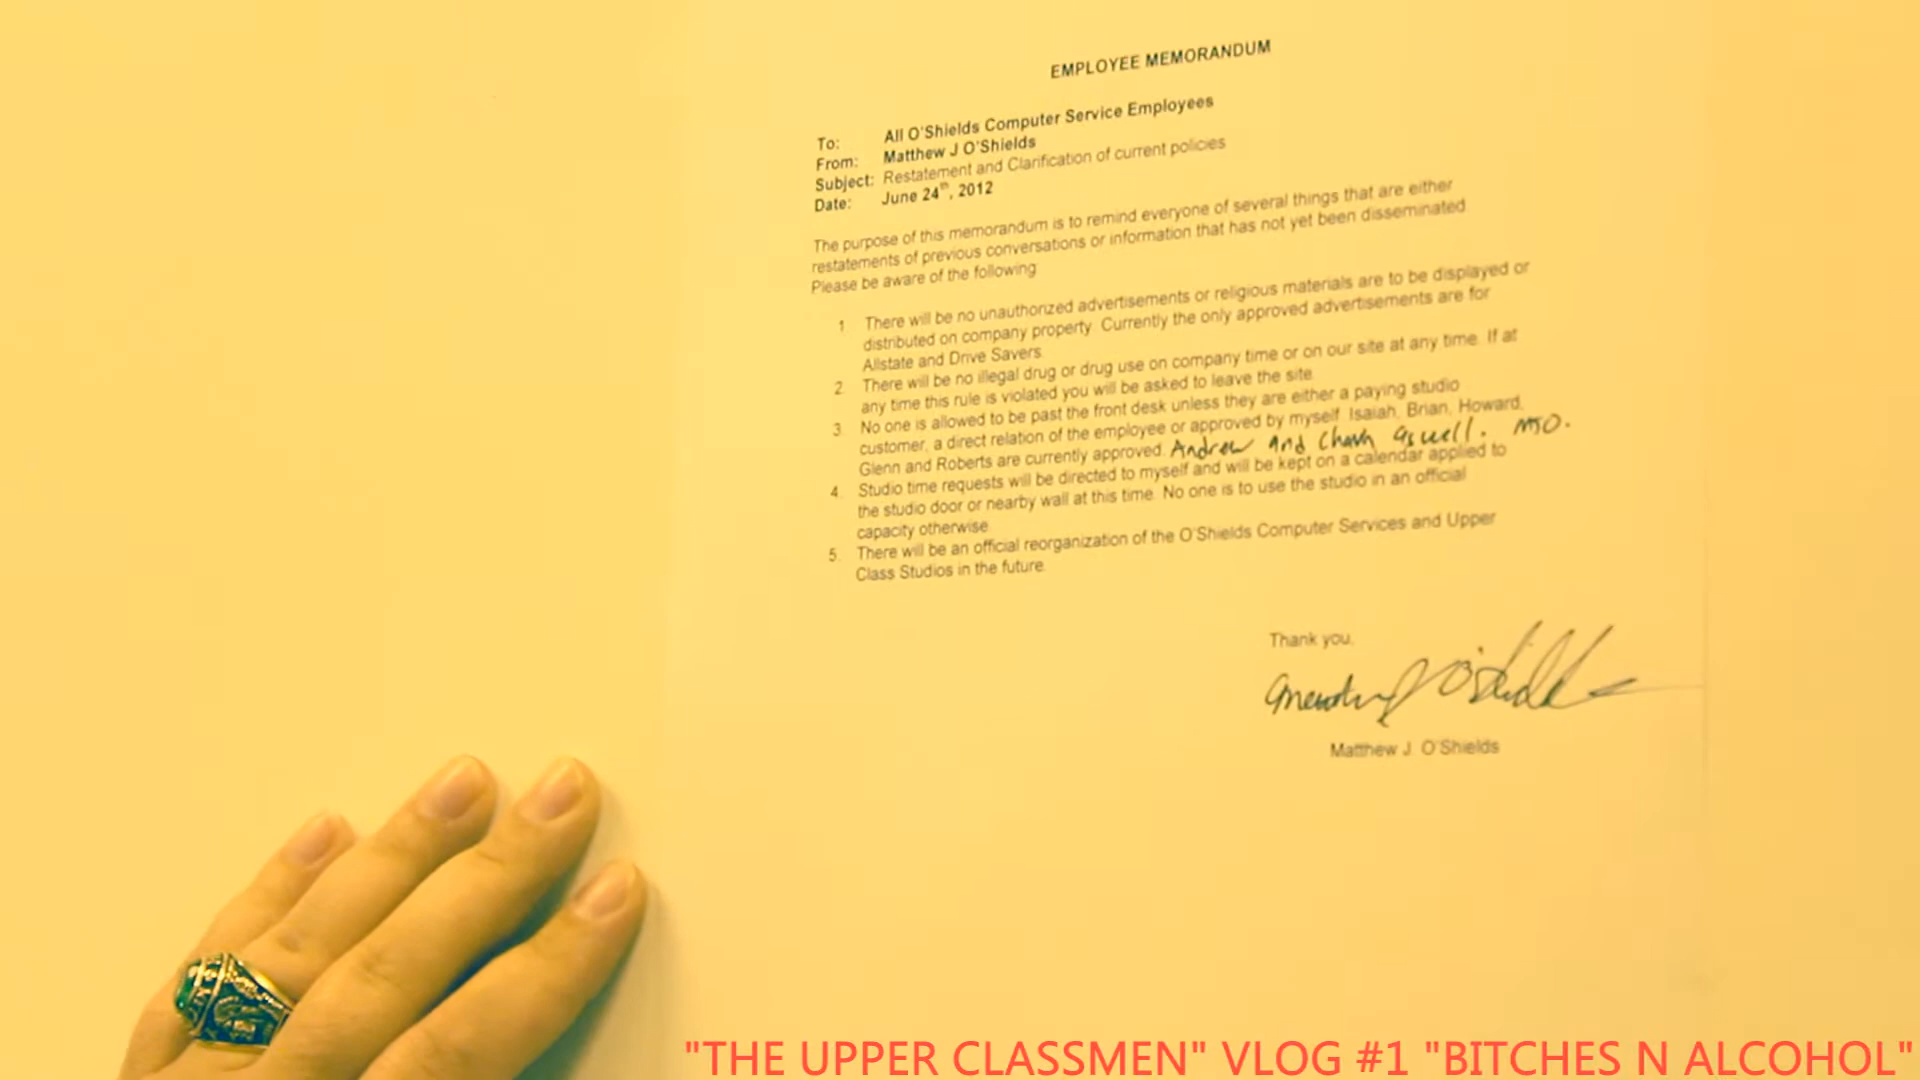 EMPLOYEE MEMORANDUM
To: All O'Shields Computer Service Employees
From: Matthew J O'Shields
Subject: Restatement and Clarification of current policies
Date: June 24th, 2012
The purpose of this memorandum is to remind everyone of several things that are either
restatements of previous conversations or information that has not yet been disseminated
Please be aware of the following
1 There will be no unauthorized advertisements or religious materials are to be displayed or
distributed on company property. Currently the only approved advertisements are for
Allstate and Drive Savers
2. There will be no illegal drug or drug use on company time or on our site at any time. If at
any time this rule is violated you will be asked to leave the site
3. No one is allowed to be past the front desk unless they are either a paying studio
customer, a direct relation of the employee or approved by myself. Isaiah, Brian, Howard,
Glenn and Roberts are currently approved. Andrew and as well. MJO.
4. Studio time requests will be directed to myself and will be kept on a calendar applied to
the studio door or nearby wall at this time. No one is to use the studio in an official
capacity otherwise
5. There will be an official reorganization of the O'Shields Computer Services and Upper
Class Studios in the future.
Thank you,
Matthew J O'Shields
Matthew J. O'Shields
"THE UPPER CLASSMEN" VLOG #1 "BITCHES N ALCOHOL"